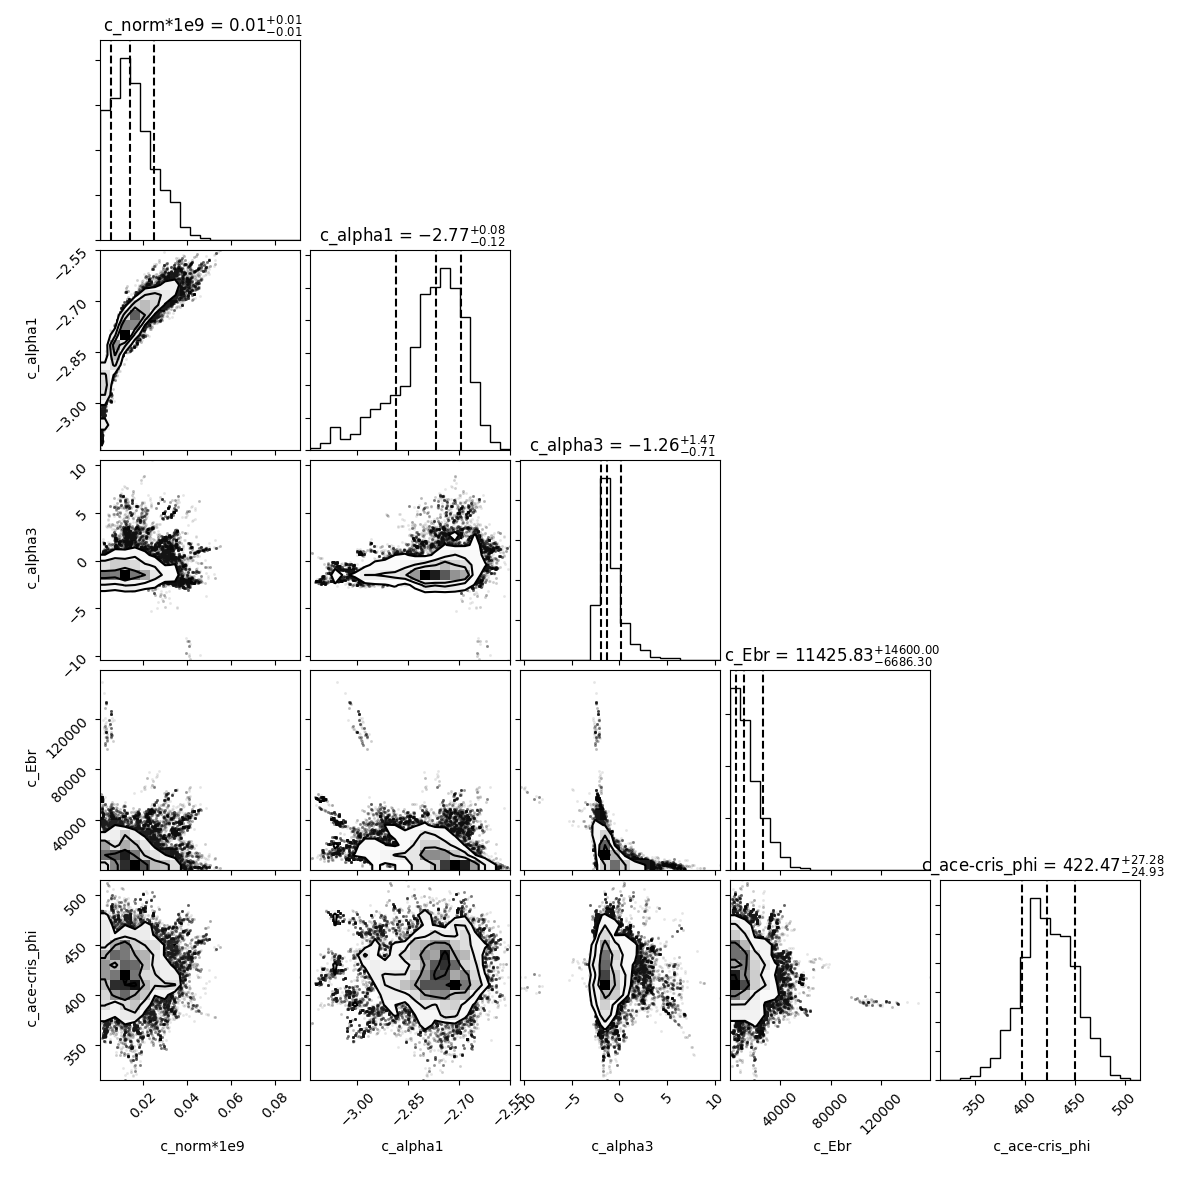 c_norm*1e9 = 0.01+0.01 −0.01
−2.55
−2.70
−2.85
−3.00
c_alpha1
c_alpha1 = −2.77+0.08 −0.12
10
5
0
−5
−10
c_alpha3
c_alpha3 = −1.26+1.47 −0.71
120000
80000
40000
c_Ebr
c_Ebr = 11425.83+14600.00 −6686.30
500
450
400
350
c_ace-cris_phi
c_ace-cris_phi = 422.47+27.28 −24.93
0.02 0.04 0.06 0.08 −3.00 −2.85 −2.70 −2.55 −5 0 5 10 40000 80000 120000 350 400 450 500
c_norm*1e9 c_alpha1 c_alpha3 c_Ebr c_ace-cris_phi